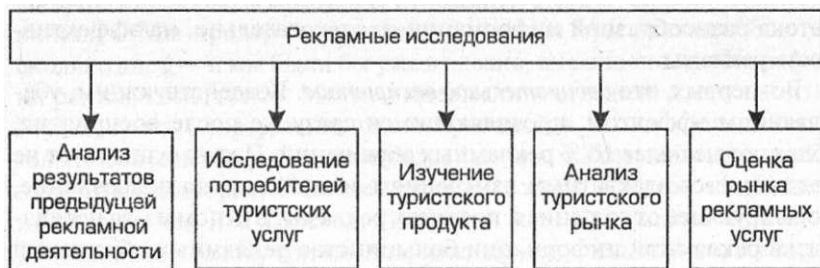 Рекламные исследования
Анализ
результатов
предыдущей
рекламной
деятельности
Исследование
потребителей
туристских
услуг
Изучение
туристского
продукта
Анализ
туристского
рынка
Оценка
рынка
рекламных
услуг